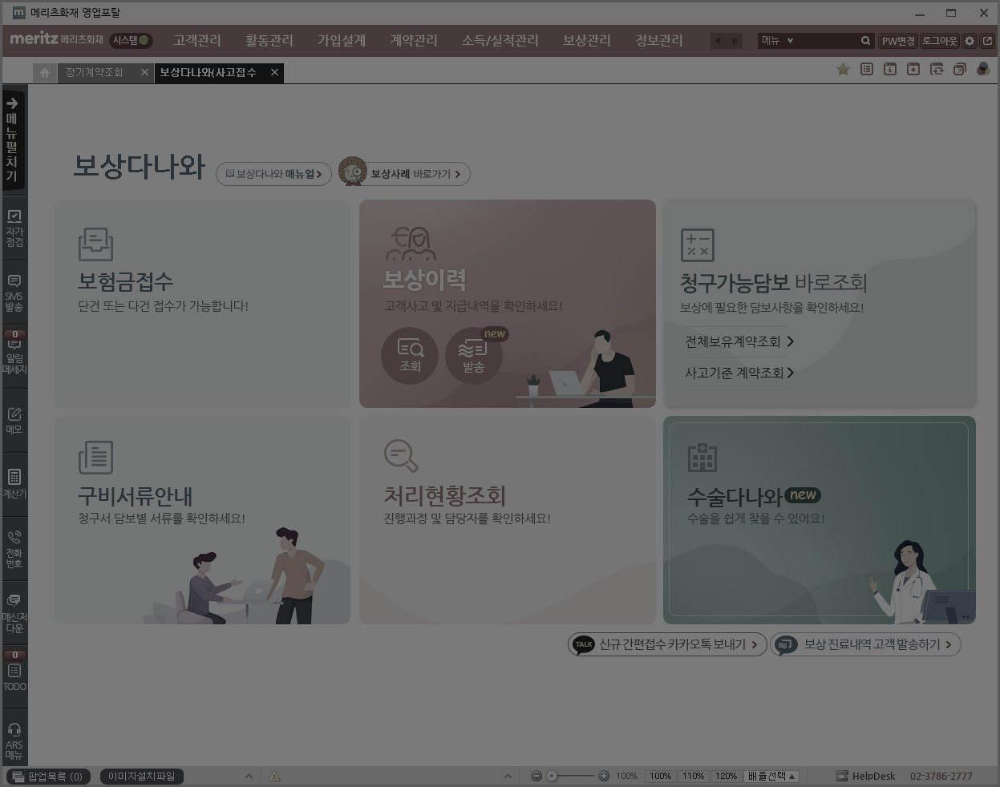 메리츠화재 영업포탈
meritz 메리츠화재 시스템 고객관리 활동관리 가입설계 계약관리 소득/실적관리 보상관리 정보관리 메뉴 PW변경 로그아웃
장기계약조회 보상다나와(사고접수
메뉴펼치기
자가
점검
SMS
발송
0
알림
메세지
메모
계산기
전화
번호
메신저
다운
0
TODO
ARS
메뉴
보상다나와 보상다나와 매뉴얼 보상사례 바로가기
보험금접수
단건 또는 다건 접수가 가능합니다!
보상이력
고객사고 및 지급내역을 확인하세요!
조회
발송
new
청구가능담보 바로조회
보상에 필요한 담보사항을 확인하세요!
전체보유계약조회
사고기준 계약조회
구비서류안내
청구서 담보별 서류를 확인하세요!
처리현황조회
진행과정 및 담당자를 확인하세요!
수술다나와 new
수술을 쉽게 찾을 수 있어요!
TALK 신규 간편접수 카카오톡 보내기
보상 진료내역 고객 발송하기
팝업목록 (0) 이미지설치파일 100% 100% 110% 120% 배율선택 HelpDesk 02-3786-2777